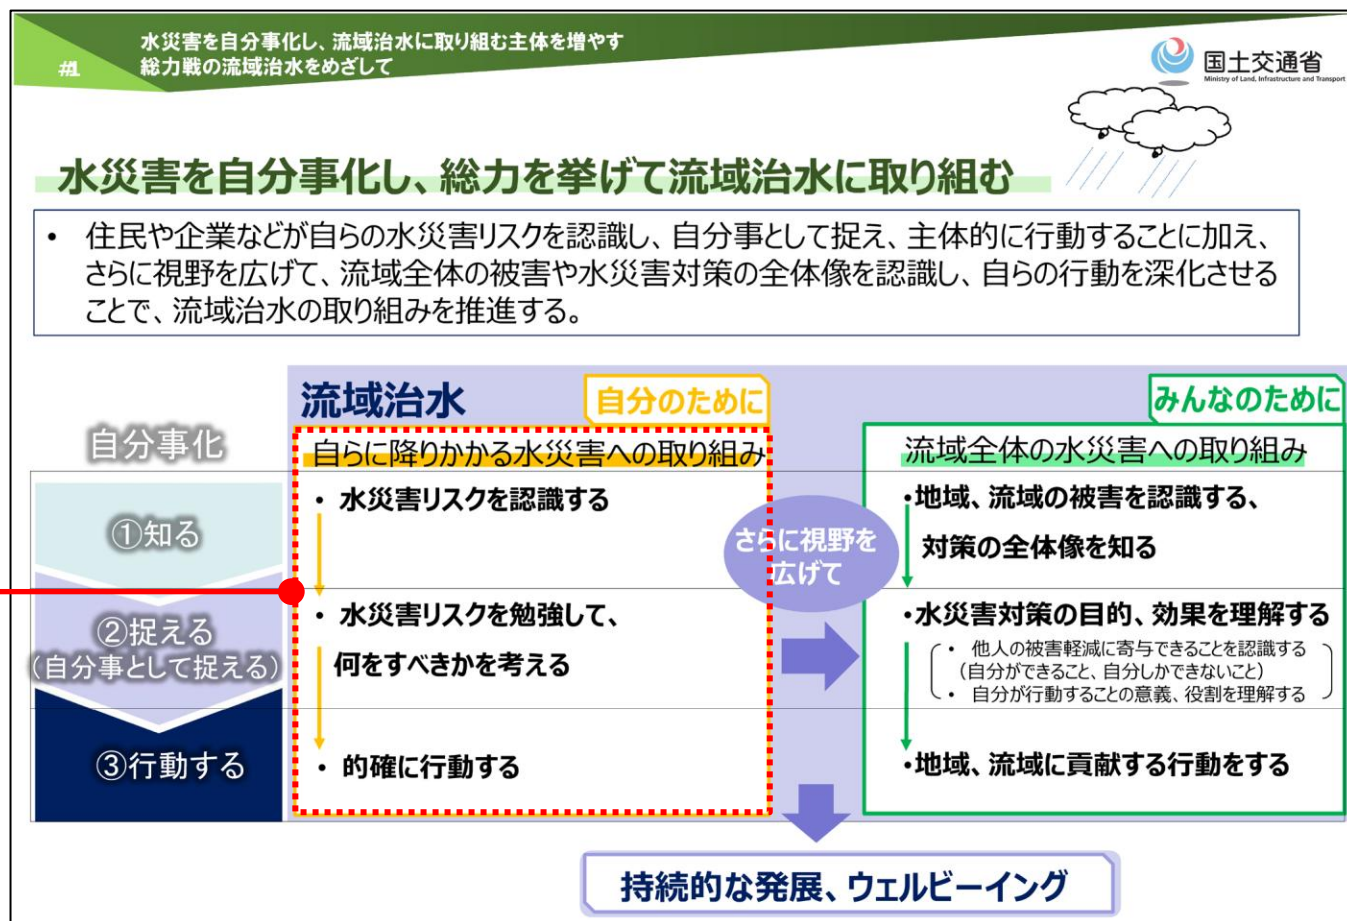 #1
水災害を自分事化し、流域治水に取り組む主体を増やす
総力戦の流域治水をめざして
国土交通省
Ministry of Land, Infrastructure and Transport
水災害を自分事化し、総力を挙げて流域治水に取り組む
• 住民や企業などが自らの水災害リスクを認識し、自分事として捉え、主体的に行動することに加え、
さらに視野を広げて、流域全体の被害や水災害対策の全体像を認識し、自らの行動を深化させる
ことで、流域治水の取り組みを推進する。
流域治水
自分のために
みんなのために
自分事化
自らに降りかかる水災害への取り組み
流域全体の水災害への取り組み
①知る
• 水災害リスクを認識する
さらに視野を
広げて
・地域、流域の被害を認識する、
対策の全体像を知る
②捉える
(自分事として捉える)
• 水災害リスクを勉強して、
何をすべきかを考える
・水災害対策の目的、効果を理解する
• 他人の被害軽減に寄与できることを認識する
(自分ができること、自分しかできないこと)
• 自分が行動することの意義、役割を理解する
③行動する
• 的確に行動する
・地域、流域に貢献する行動をする
持続的な発展、ウェルビーイング